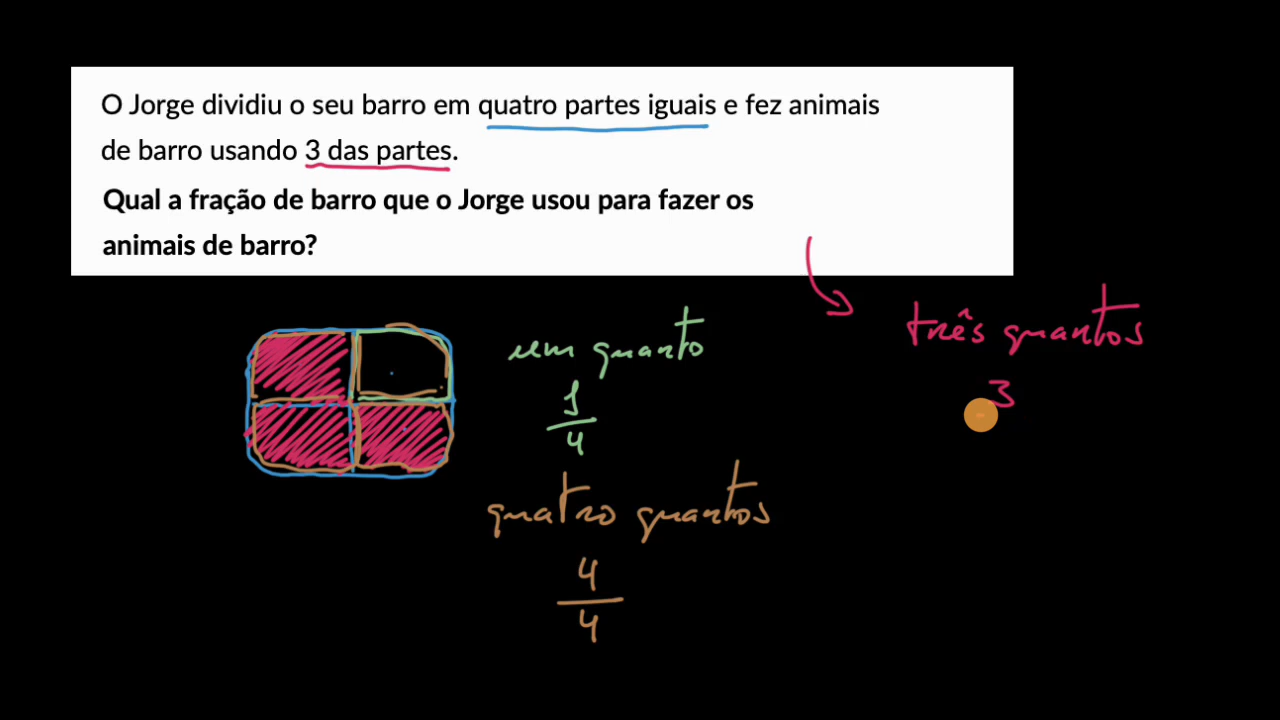 O Jorge dividiu o seu barro em quatro partes iguais e fez animais
de barro usando 3 das partes.
Qual a fração de barro que o Jorge usou para fazer os
animais de barro?
um quarto
1
4
quatro quartos
4
4
três quartos
3